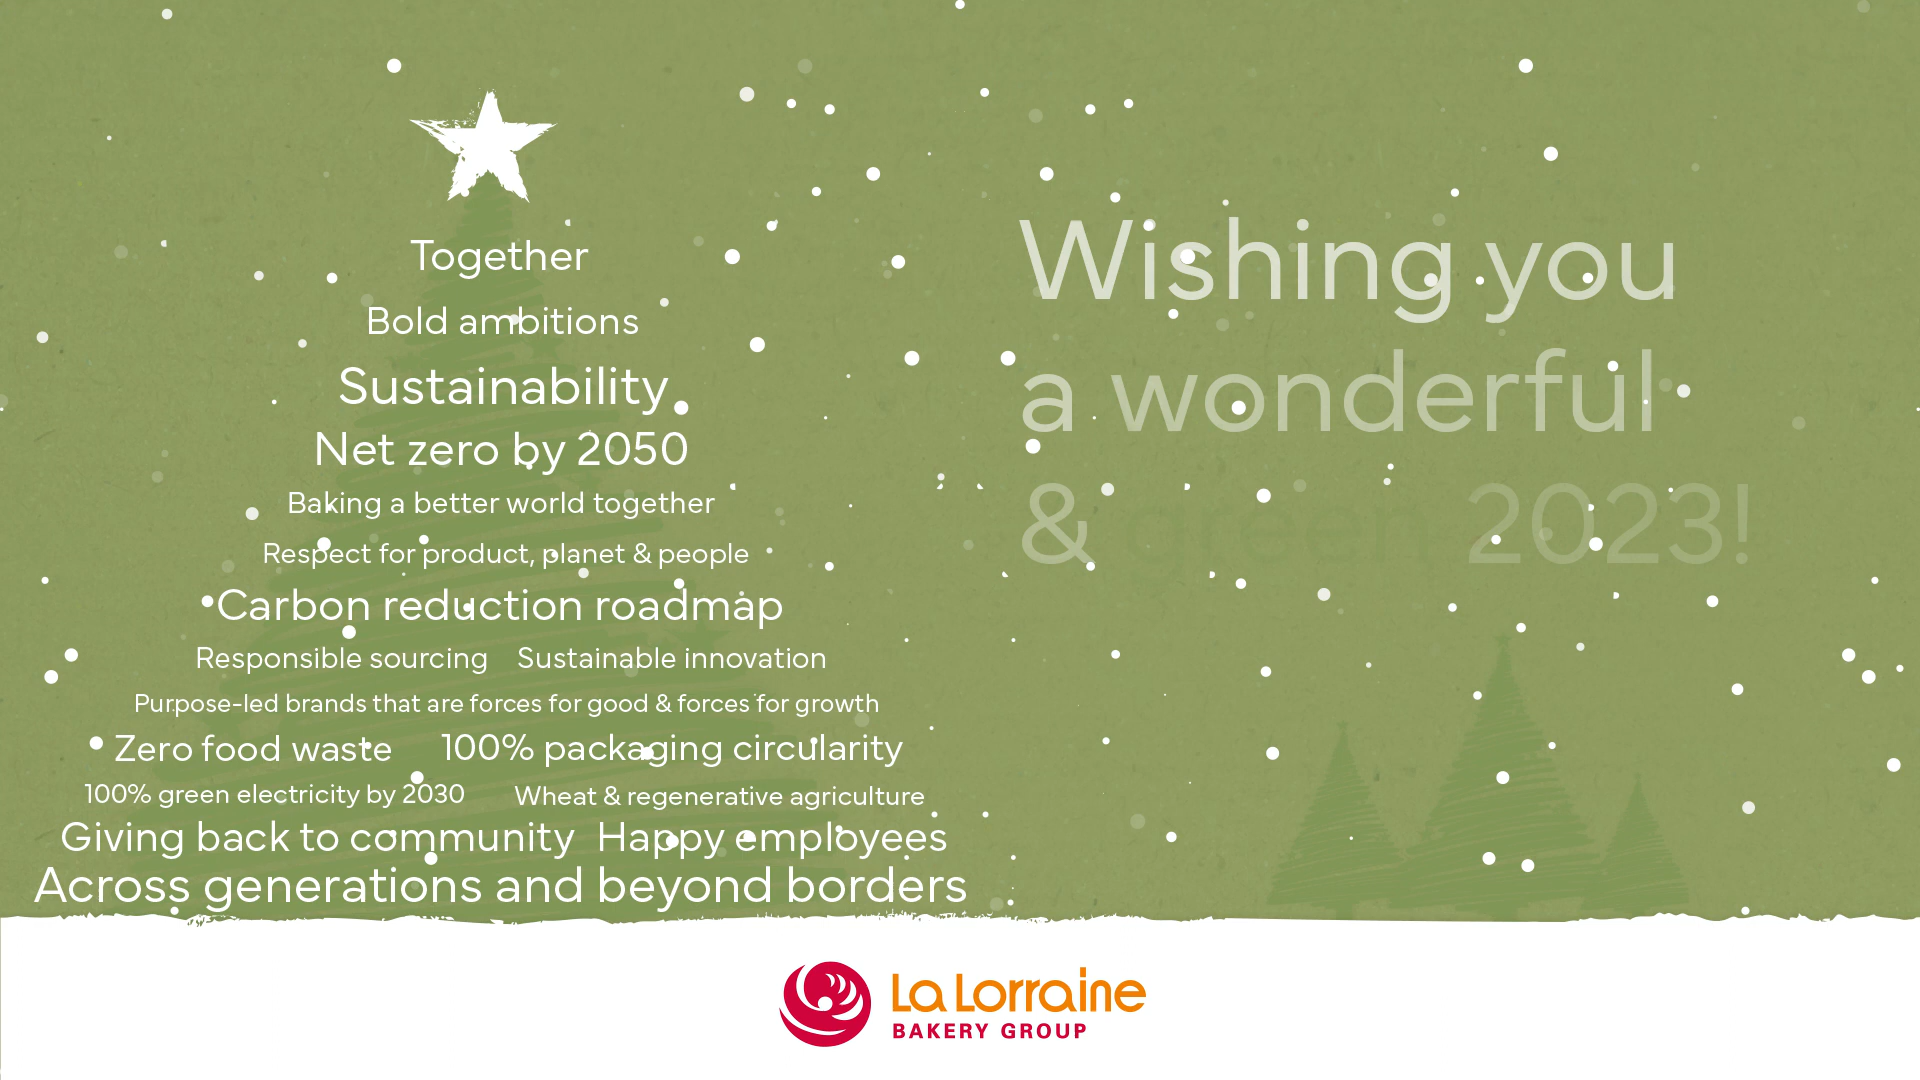 Together
Bold ambitions
Sustainability
Net zero by 2050
Baking a better world together
Respect for product, planet & people
Carbon reduction roadmap
Responsible sourcing Sustainable innovation
Purpose-led brands that are forces for good & forces for growth
Zero food waste 100% packaging circularity
100% green electricity by 2030 Wheat & regenerative agriculture
Giving back to community Happy employees
Across generations and beyond borders
Wishing you
a wonderful
& green 2023!
La Lorraine
BAKERY GROUP